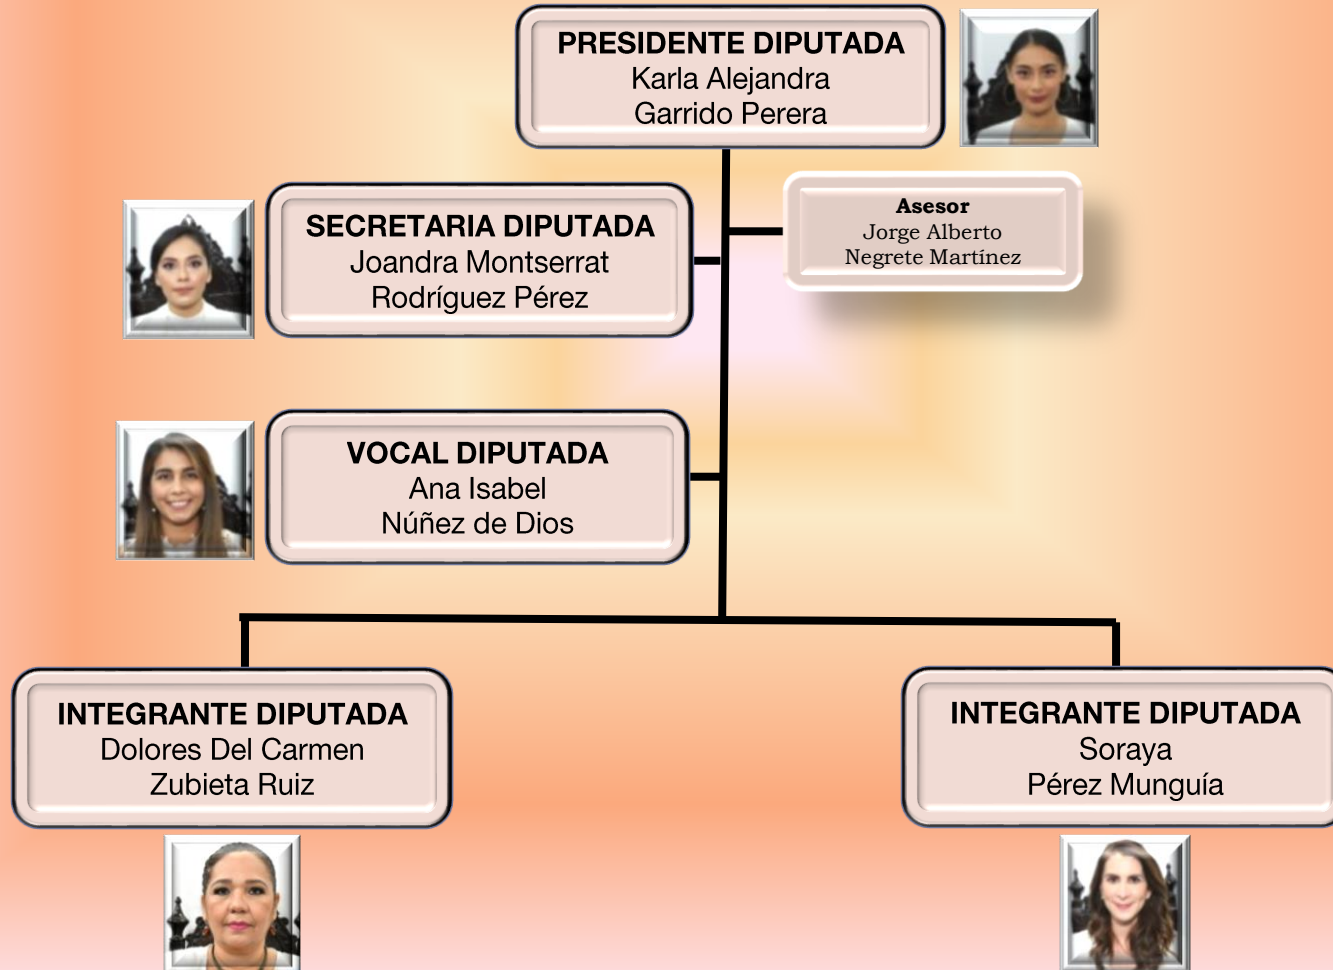 PRESIDENTE DIPUTADA
Karla Alejandra
Garrido Perera
Asesor
Jorge Alberto
Negrete Martínez
SECRETARIA DIPUTADA
Joandra Montserrat
Rodríguez Pérez
VOCAL DIPUTADA
Ana Isabel
Núñez de Dios
INTEGRANTE DIPUTADA
Dolores Del Carmen
Zubieta Ruiz
INTEGRANTE DIPUTADA
Soraya
Pérez Munguía